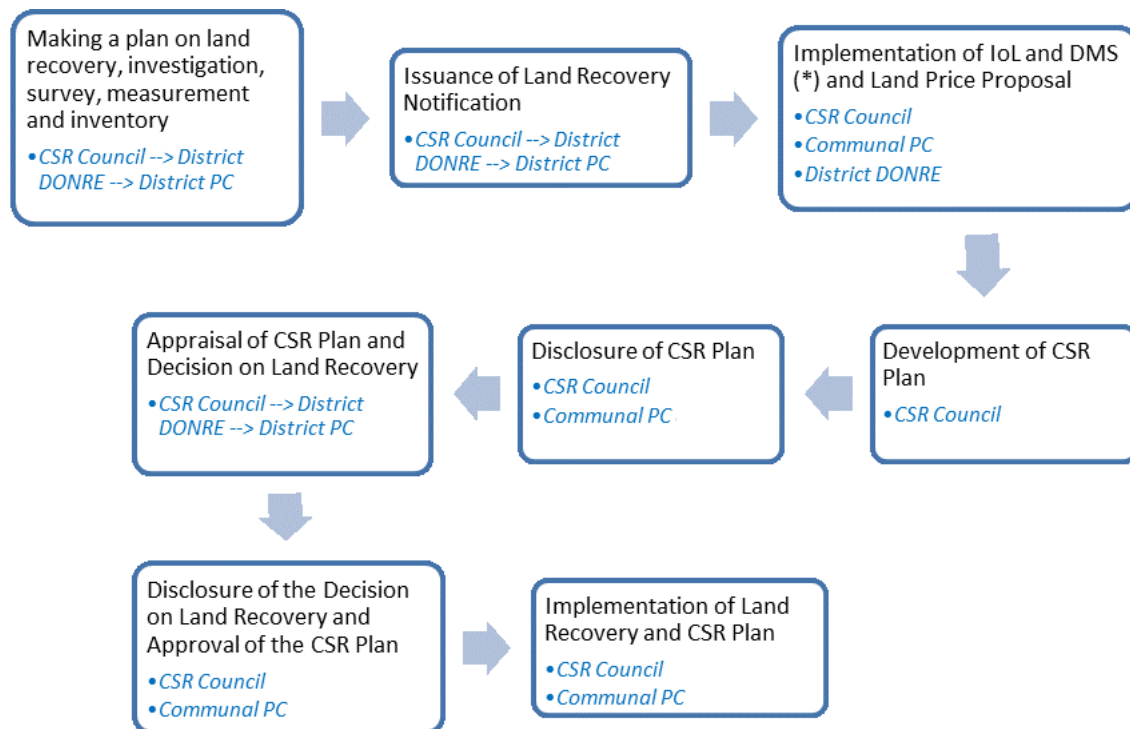 Making a plan on land
recovery, investigation,
survey, measurement
and inventory
•CSR Council --> District
DONRE --> District PC
Issuance of Land Recovery
Notification
•CSR Council --> District
DONRE --> District PC
Implementation of IoL and DMS
(*) and Land Price Proposal
•CSR Council
•Communal PC
•District DONRE
Development of CSR
Plan
•CSR Council
Disclosure of CSR Plan
•CSR Council
•Communal PC
Appraisal of CSR Plan and
Decision on Land Recovery
•CSR Council --> District
DONRE --> District PC
Disclosure of the Decision
on Land Recovery and
Approval of the CSR Plan
•CSR Council
•Communal PC
Implementation of Land
Recovery and CSR Plan
•CSR Council
•Communal PC